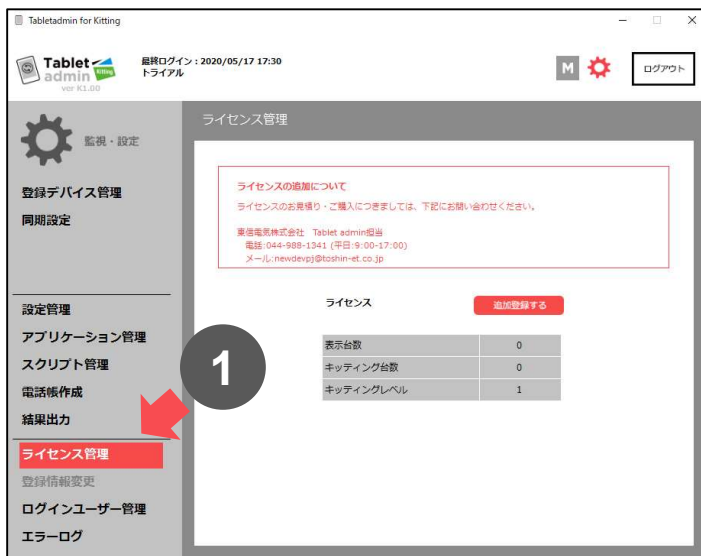 Tabletadmin for Kitting
Tablet
admin Kitting
ver K1.00
最終ログイン：2020/05/17 17:30
トライアル
M
ログアウト
監視・設定
ライセンス管理
登録デバイス管理
同期設定
設定管理
アプリケーション管理
スクリプト管理
電話帳作成
結果出力
ライセンス管理
登録情報変更
ログインユーザー管理
エラーログ
1
ライセンスの追加について
ライセンスのお見積り・ご購入につきましては、下記にお問い合わせください。
東信電気株式会社 Tablet admin担当
電話:044-988-1341 (平日:9:00-17:00)
メール:newdevpj@toshin-et.co.jp
ライセンス 追加登録する
表示台数 0
キッティング台数 0
キッティングレベル 1